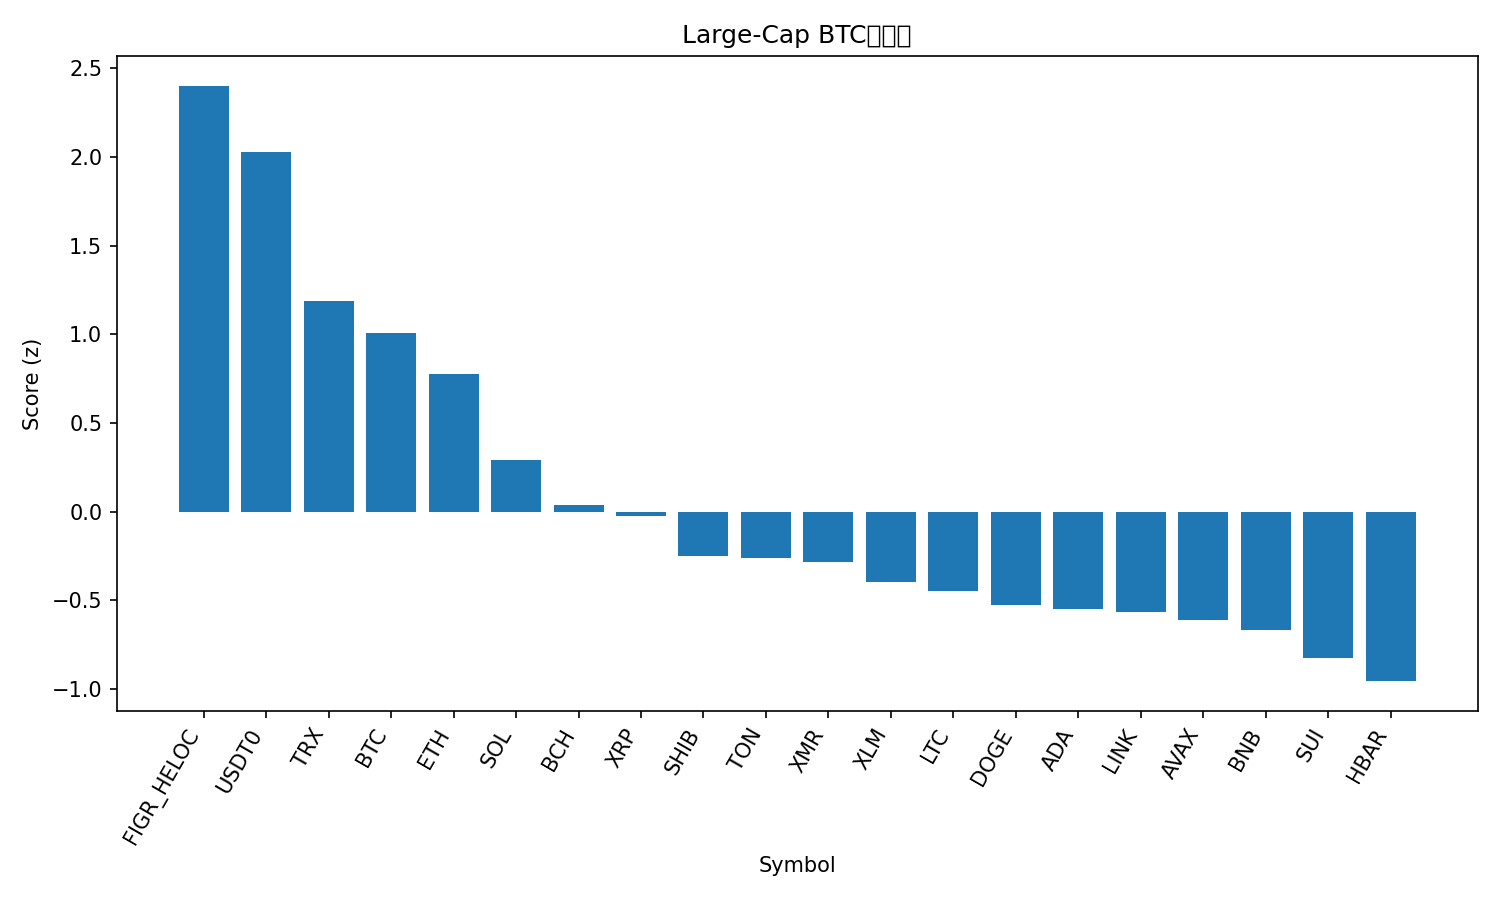 Large-Cap BTC
2.5
2.0
1.5
1.0
0.5
0.0
−0.5
−1.0
Score (z)
FIGR_HELOC
USDT0
TRX
BTC
ETH
SOL
BCH
XRP
SHIB
TON
XMR
XLM
LTC
DOGE
ADA
LINK
AVAX
BNB
SUI
HBAR
Symbol